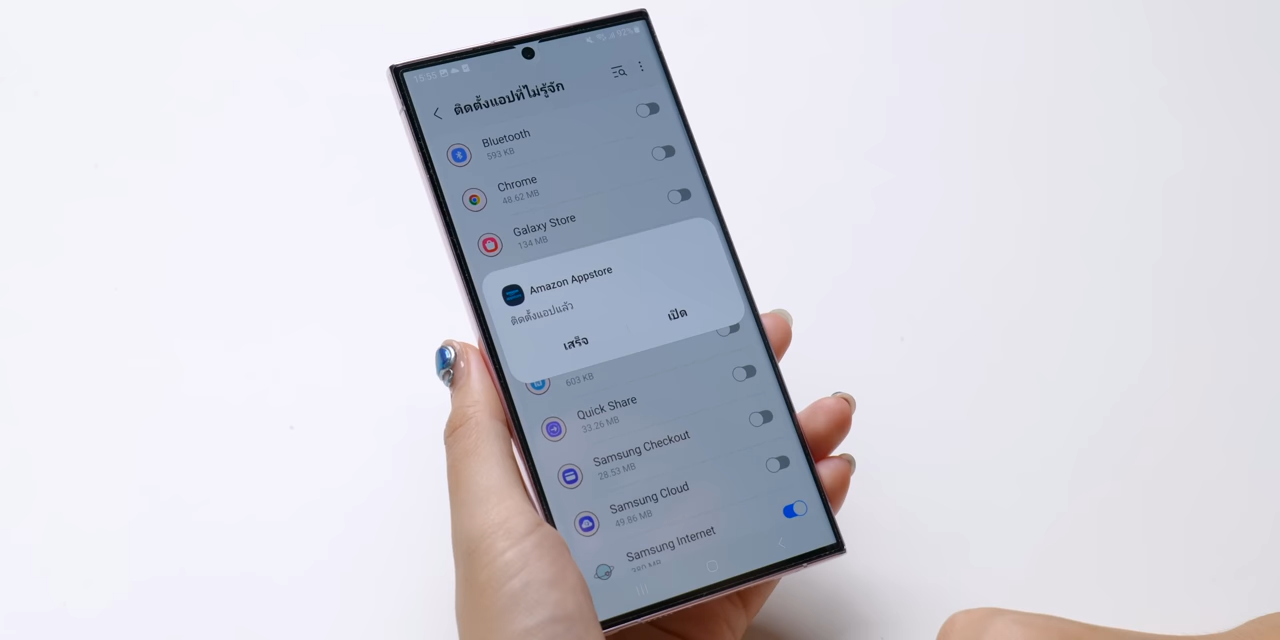 15:55
92%
ติดตั้งแอปที่ไม่รู้จัก
Bluetooth
593 KB
Chrome
48.62 MB
Galaxy Store
134 MB
Amazon Appstore
ติดตั้งแอปแล้ว
เสร็จ
เปิด
603 KB
Quick Share
33.26 MB
Samsung Checkout
28.53 MB
Samsung Cloud
49.86 MB
Samsung Internet